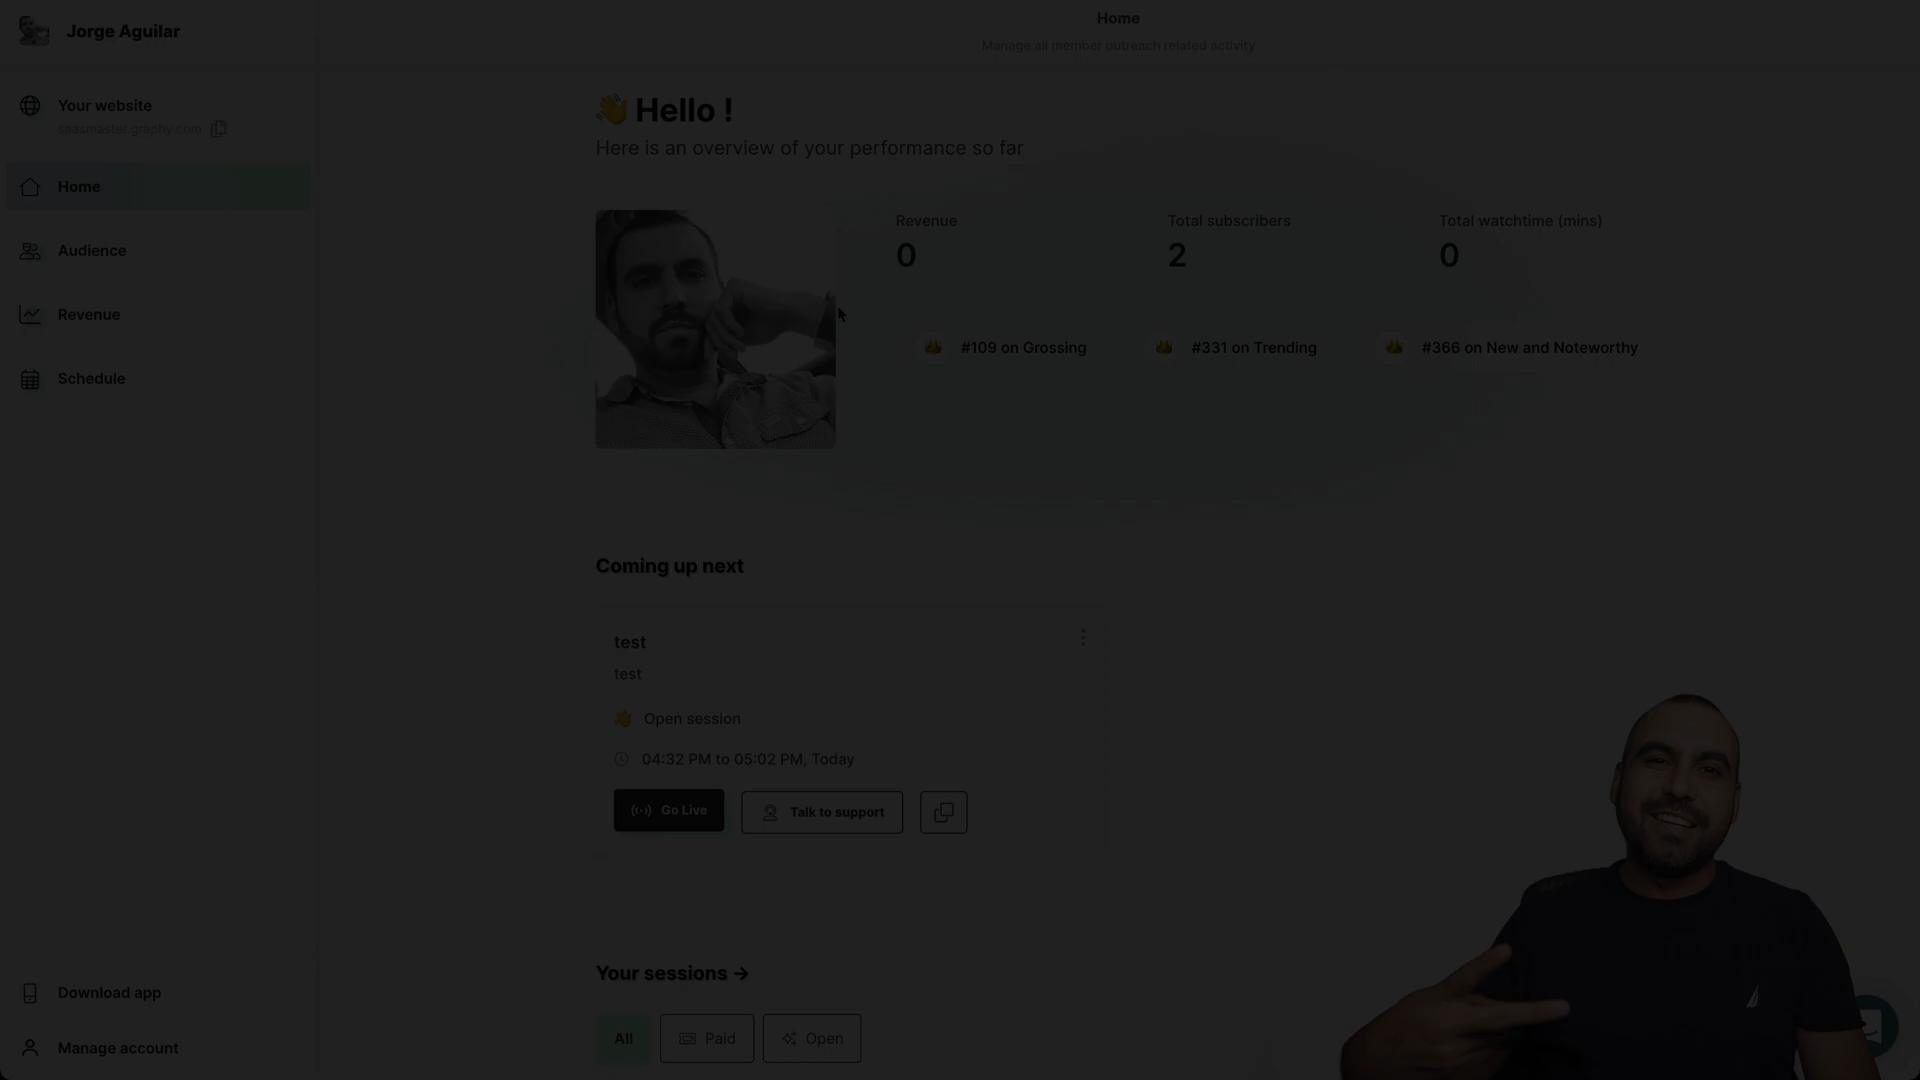 Jorge Aguilar
Home
Manage all member outreach related activity
Your website
saasmaster.graphy.com
Home
Audience
Revenue
Schedule
Download app
Manage account
👋 Hello !
Here is an overview of your performance so far
Revenue
0
Total subscribers
2
Total watchtime (mins)
0
#109 on Grossing
#331 on Trending
#366 on New and Noteworthy
Coming up next
test
test
👋 Open session
04:32 PM to 05:02 PM, Today
Go Live
Talk to support
Your sessions →
All
Paid
Open